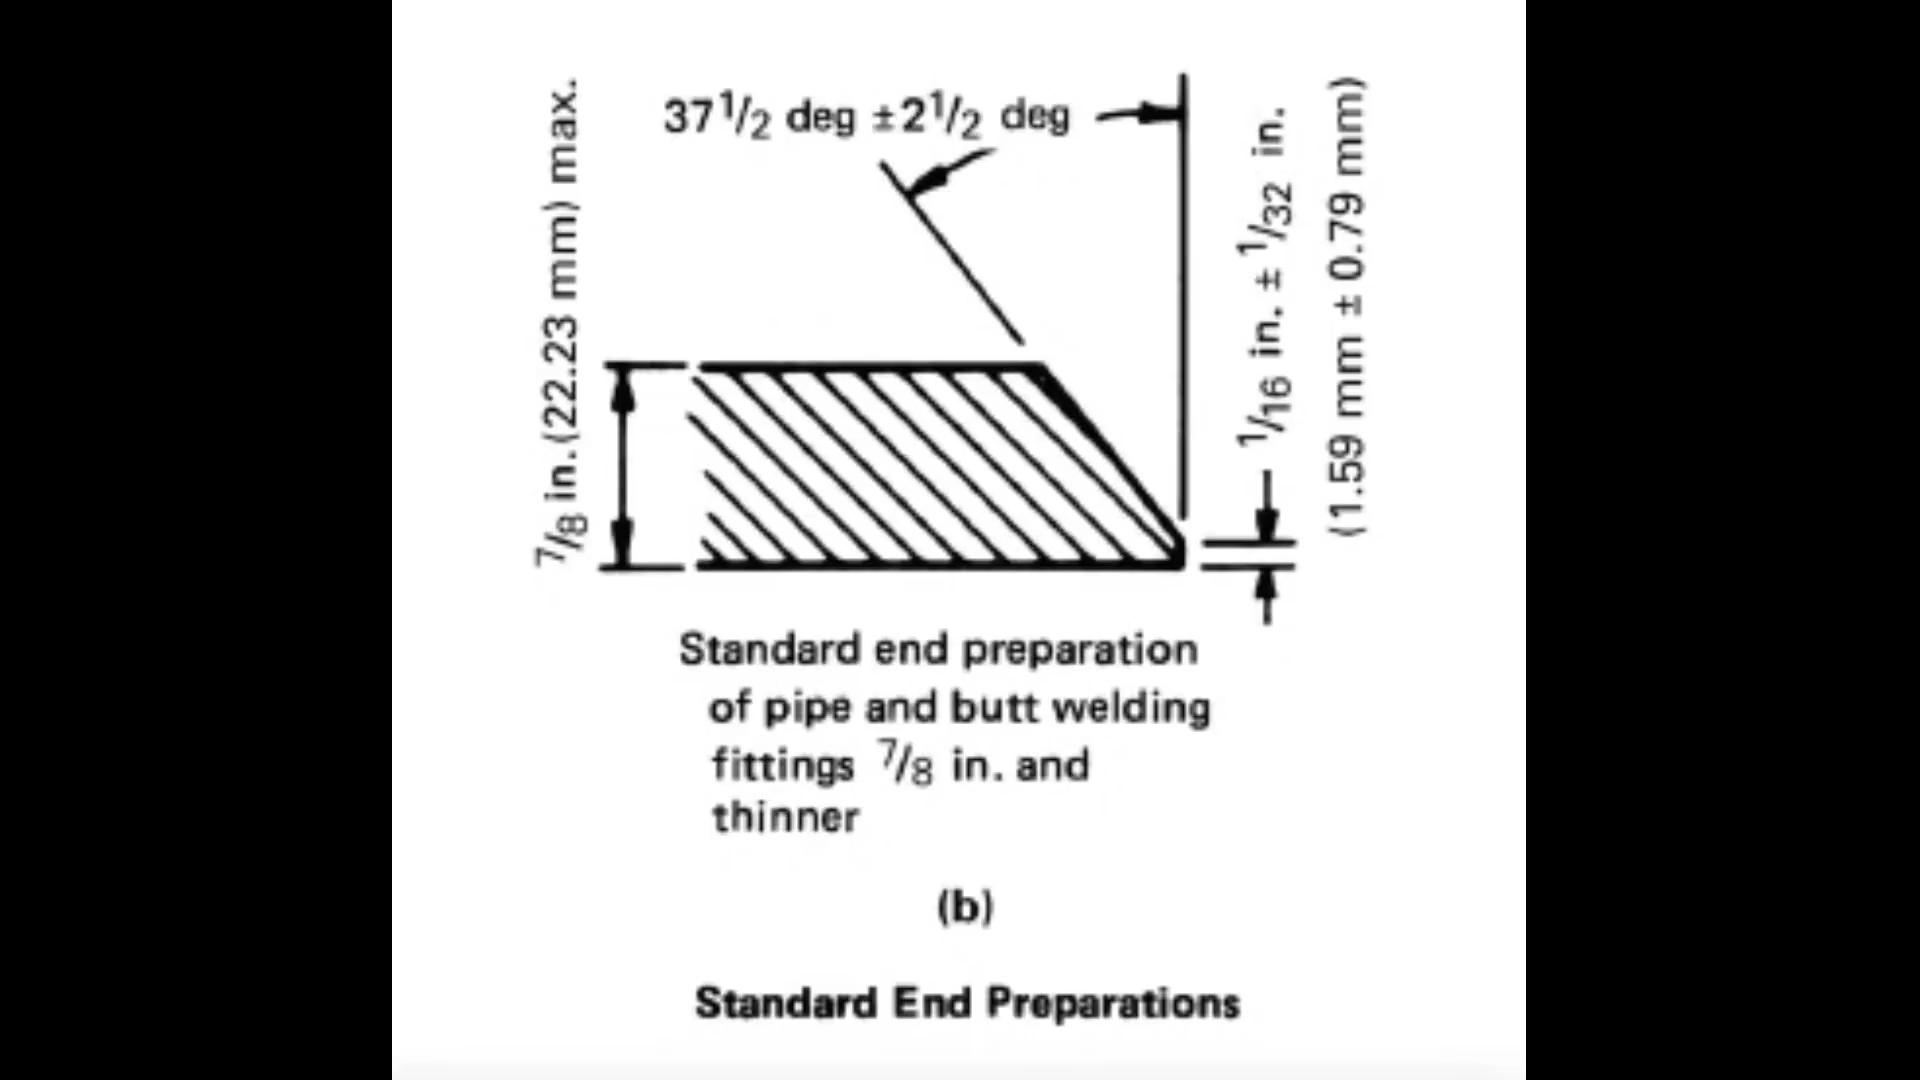 37 1/2 deg ±2 1/2 deg
7/8 in. (22.23 mm) max.
1/16 in. ± 1/32 in.
(1.59 mm ± 0.79 mm)
Standard end preparation
of pipe and butt welding
fittings 7/8 in. and
thinner
(b)
Standard End Preparations